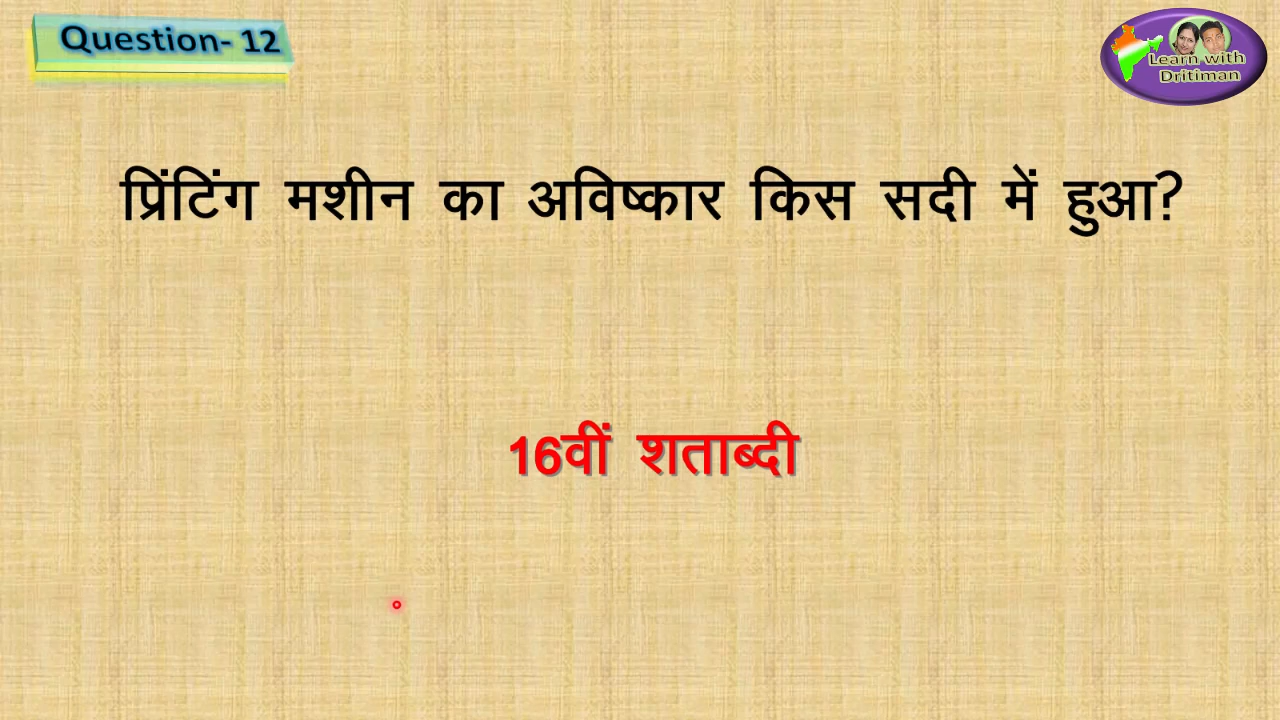 Question- 12
Learn with
Dritiman
प्रिंटिंग मशीन का अविष्कार किस सदी में हुआ?
16वीं शताब्दी